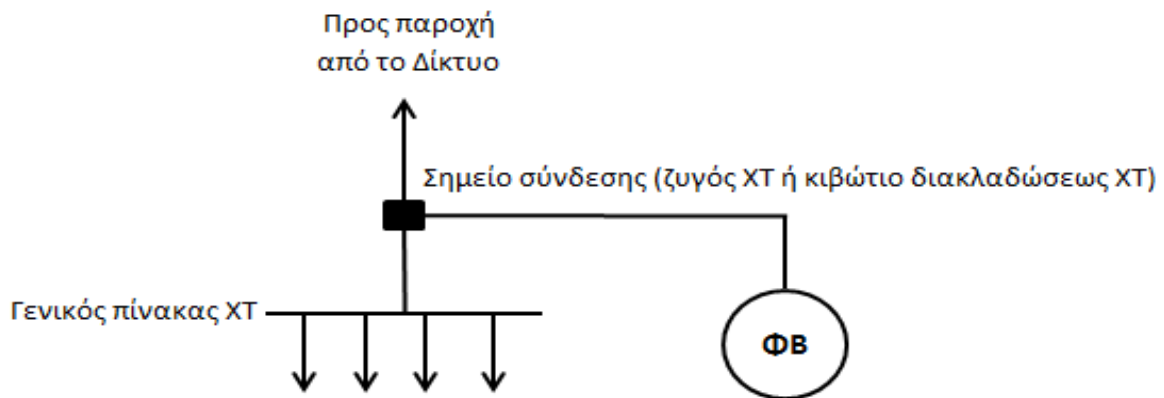 Προς παροχή
από το Δίκτυο
Σημείο σύνδεσης (ζυγός ΧΤ ή κιβώτιο διακλαδώσεως ΧΤ)
Γενικός πίνακας ΧΤ
ΦΒ